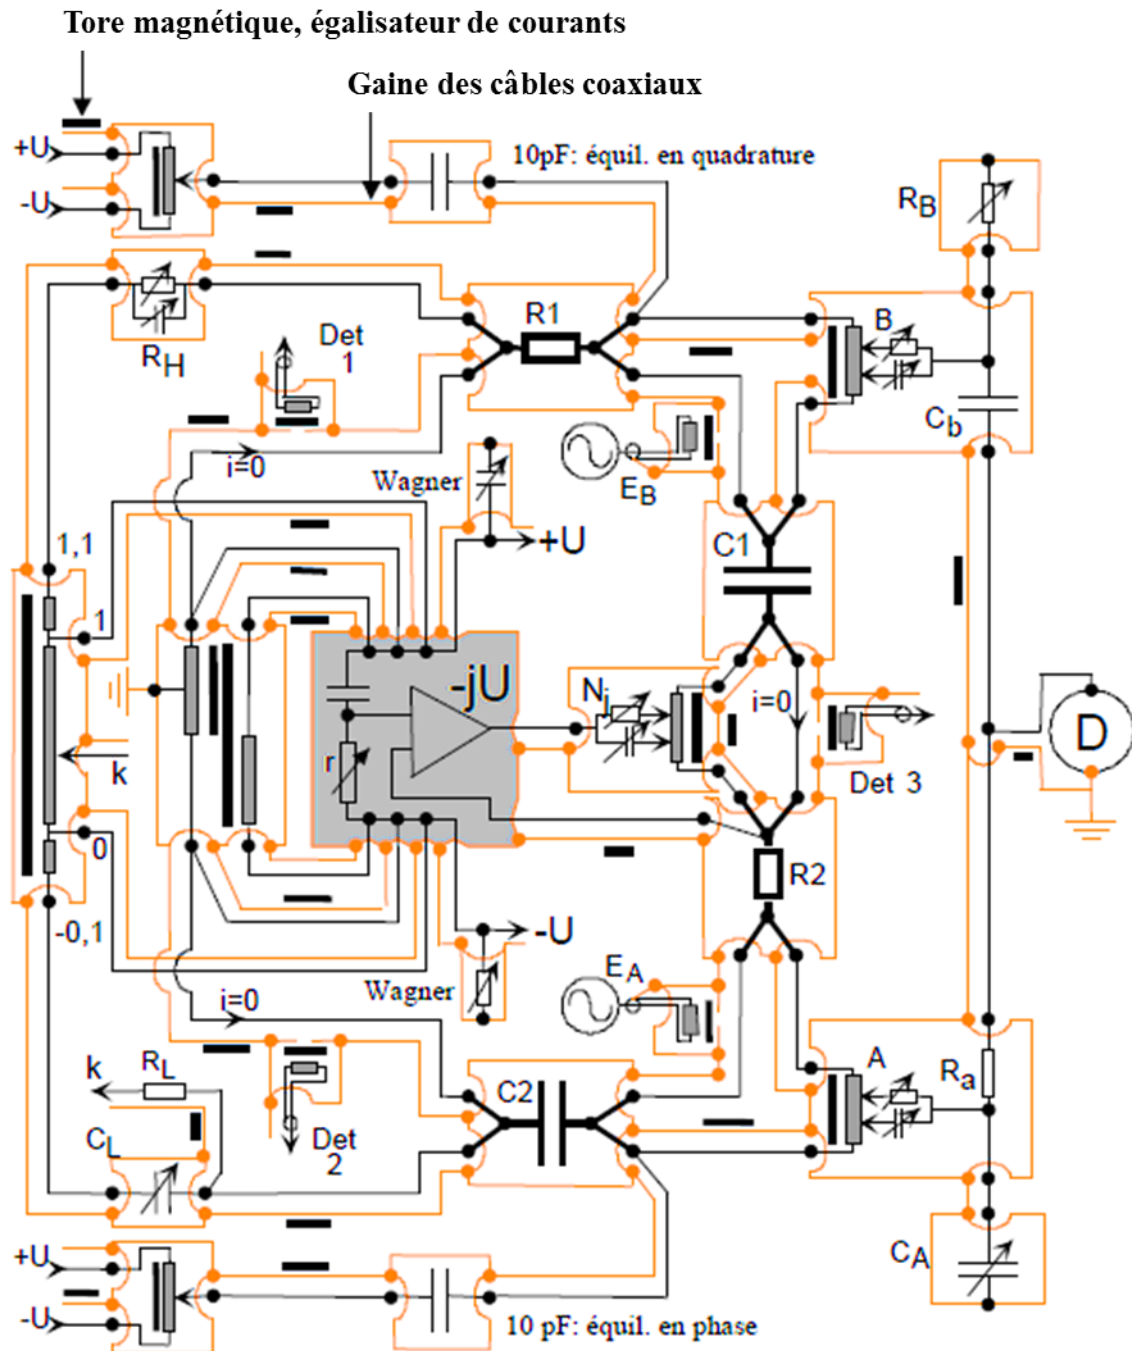 Tore magnétique, égalisateur de courants
Gaine des câbles coaxiaux
+U
-U
10pF: équil. en quadrature
RB
RH
Det
1
R1
B
Cb
i=0
Wagner
EB
+U
C1
1,1
1
-jU
Nj
i=0
r
k
D
Det 3
0
R2
-0,1
-U
EA
Wagner
i=0
RL
k
C2
A
Ra
CL
Det
2
CA
+U
-U
10 pF: équil. en phase